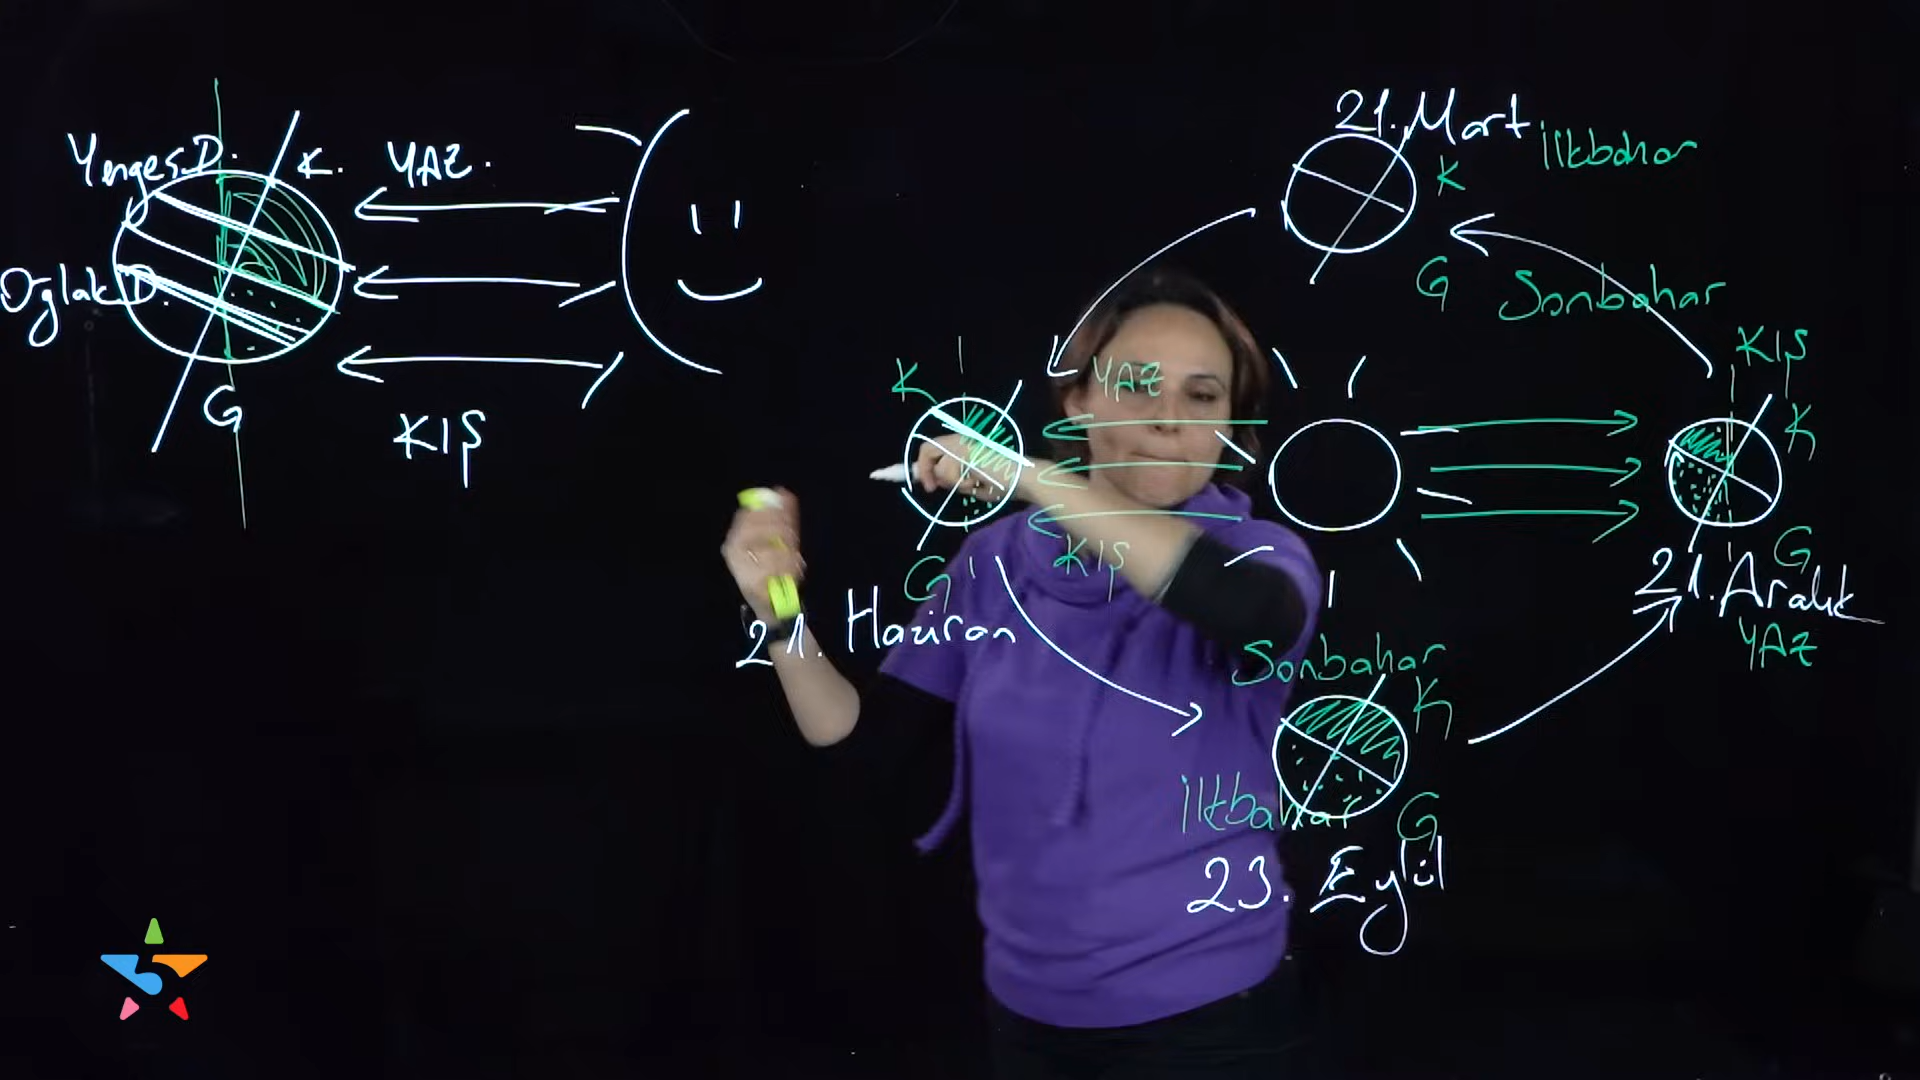 Yengeç D.
K.
YAZ.
Oğlak D.
G
KIŞ
21. Mart
İlkbahar
K
G
Sonbahar
K
YAZ
KIŞ
G
21. Haziran
KIŞ
K
G
21. Aralık
YAZ
Sonbahar
K
İlkbahar
G
23. Eylül
5